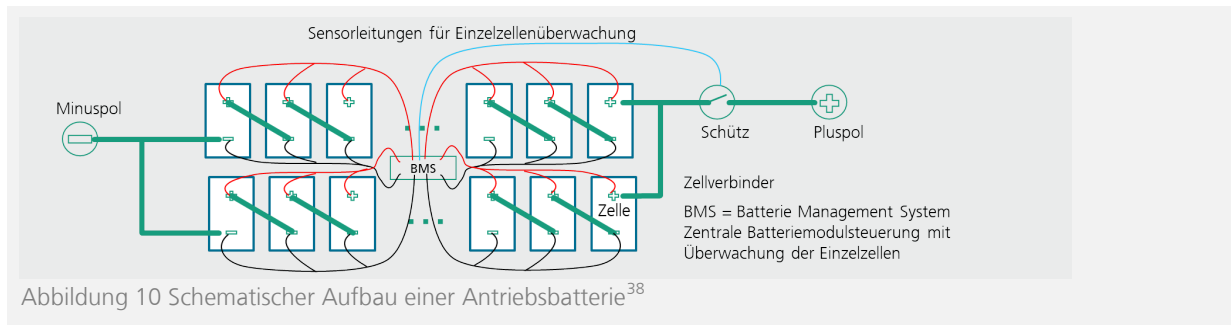 Sensorleitungen für Einzelzellenüberwachung
Minuspol
Schütz
Pluspol
BMS
Zelle
Zellverbinder
BMS = Batterie Management System
Zentrale Batteriemodulsteuerung mit
Überwachung der Einzelzellen
Abbildung 10 Schematischer Aufbau einer Antriebsbatterie38